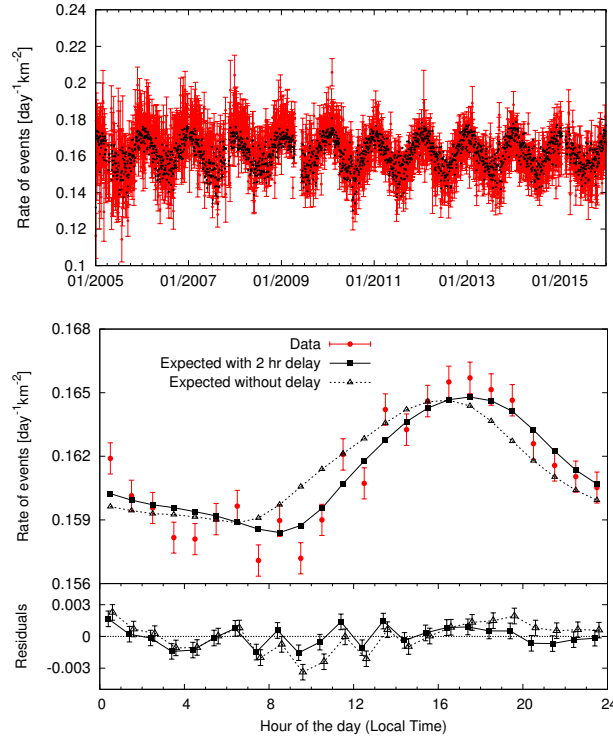 0.24
0.22
0.2
0.18
0.16
0.14
0.12
0.1
Rate of events [day⁻¹km⁻²]
01/2005 01/2007 01/2009 01/2011 01/2013 01/2015
0.168
0.165
0.162
0.159
0.156
Rate of events [day⁻¹km⁻²]
Data
Expected with 2 hr delay
Expected without delay
0.003
0
-0.003
Residuals
0 4 8 12 16 20 24
Hour of the day (Local Time)